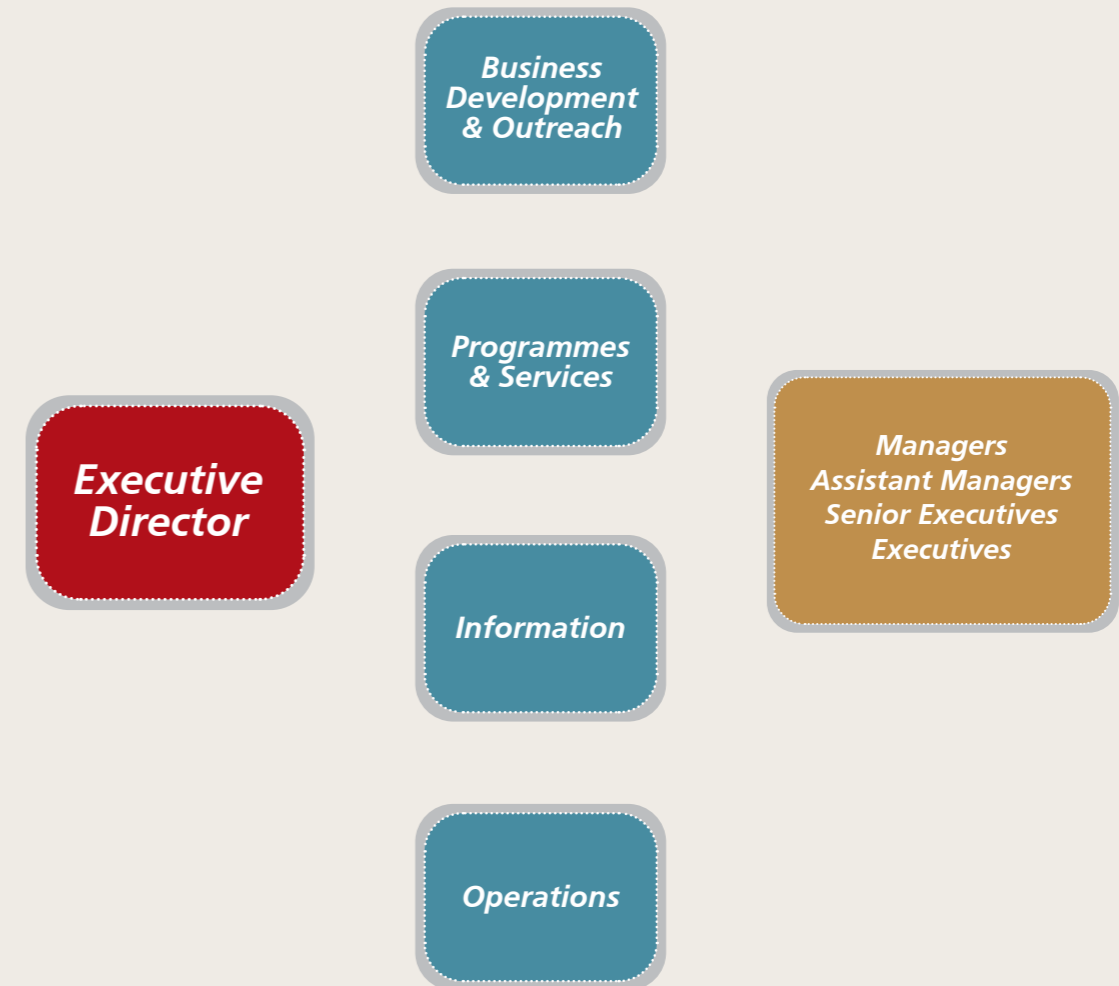 Executive
Director
Business
Development
& Outreach
Programmes
& Services
Information
Operations
Managers
Assistant Managers
Senior Executives
Executives